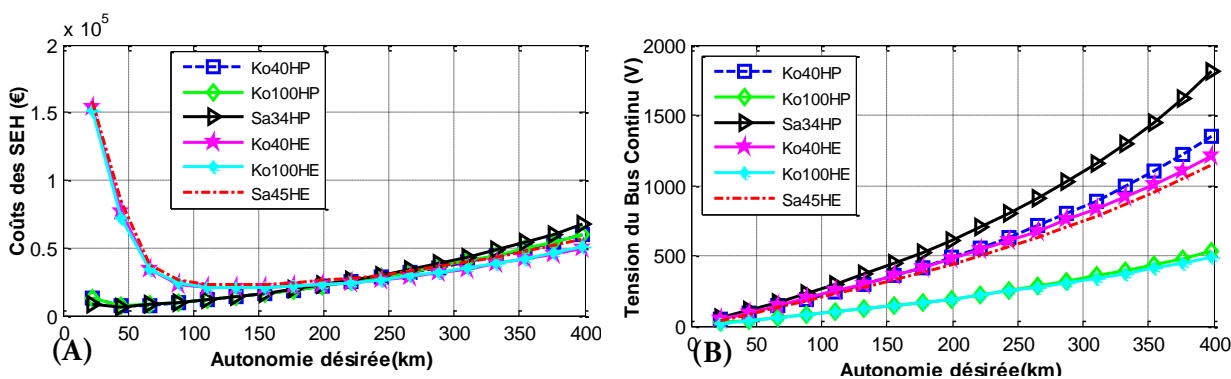 x 10^5
Coûts des SEH (€)
2
1.5
1
0.5
0
Ko40HP
Ko100HP
Sa34HP
Ko40HE
Ko100HE
Sa45HE
0 50 100 150 200 250 300 350 400
(A)
Autonomie désirée(km)
Tension du Bus Continu (V)
2000
1500
1000
500
0
Ko40HP
Ko100HP
Sa34HP
Ko40HE
Ko100HE
Sa45HE
0 50 100 150 200 250 300 350 400
(B)
Autonomie désirée(km)